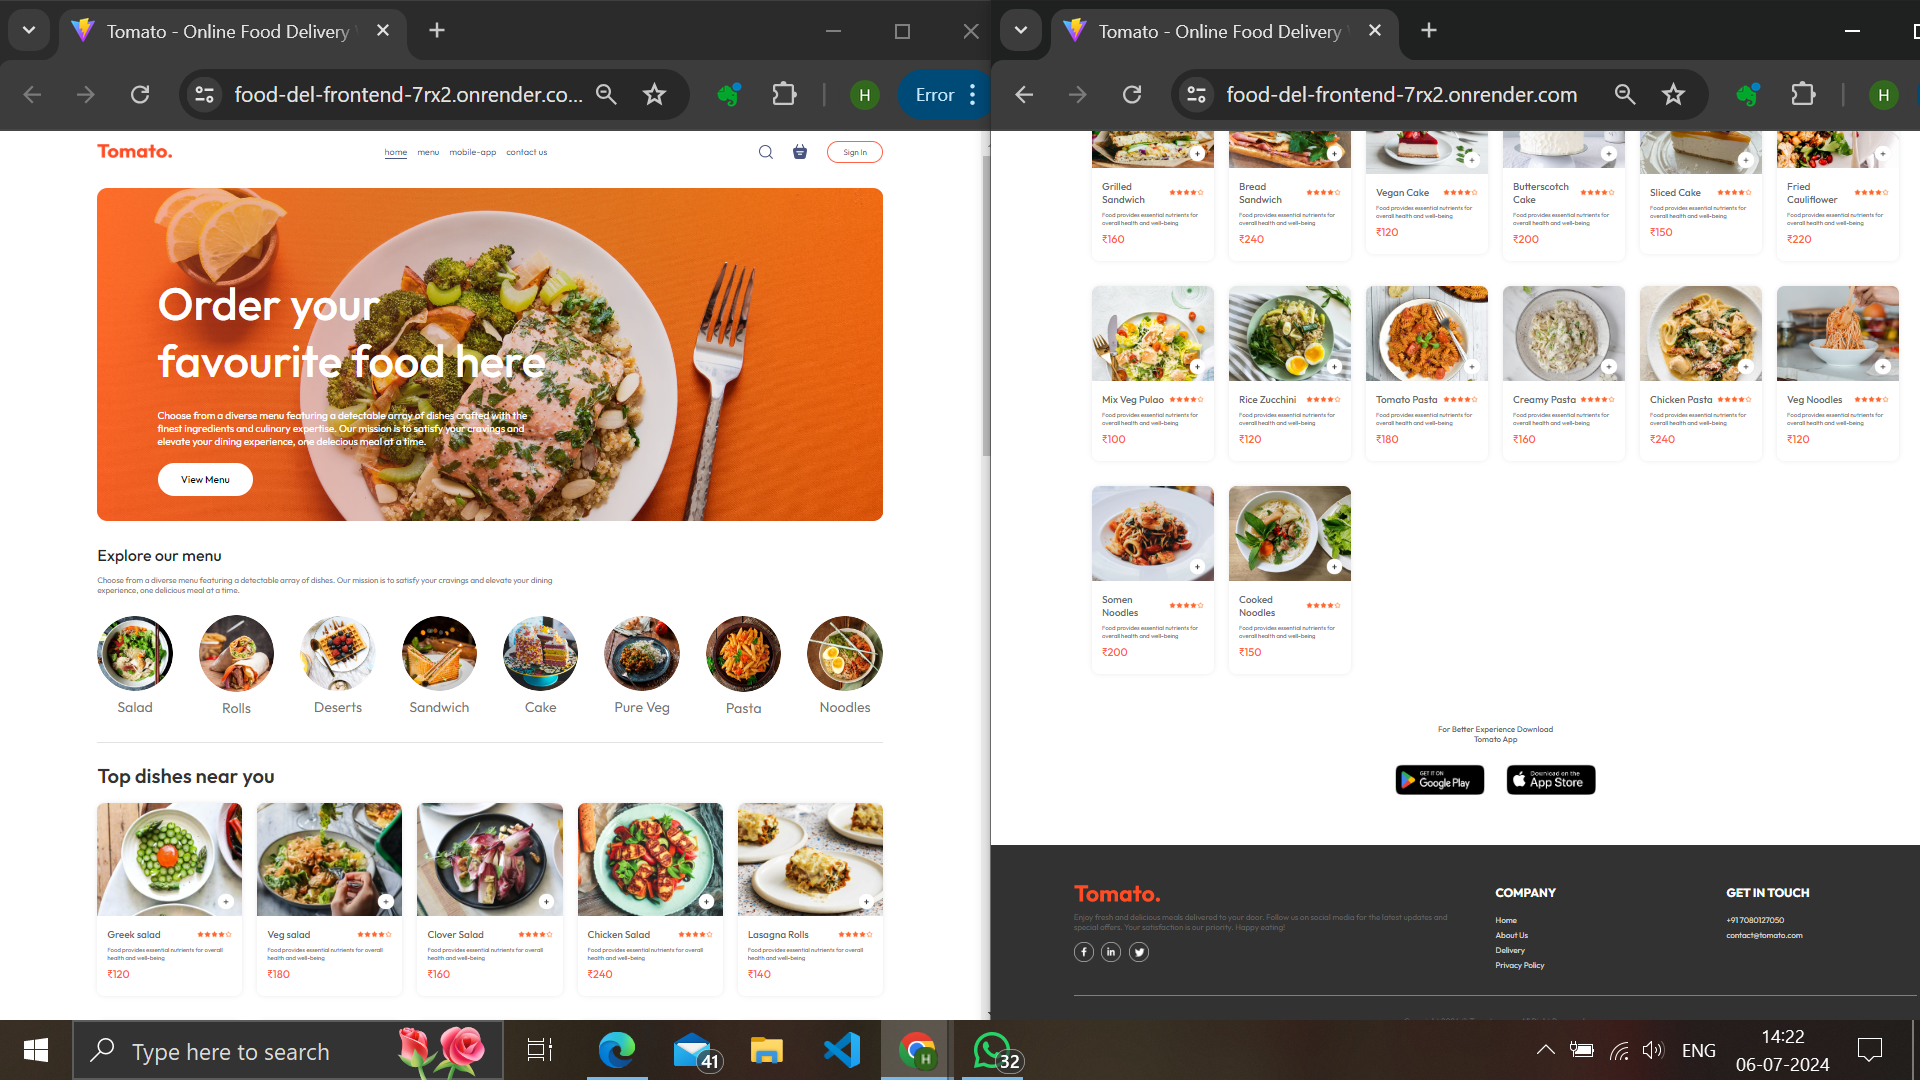 Tomato - Online Food Delivery
food-del-frontend-7rx2.onrender.co...
H
Error
Tomato.
home
menu
mobile-app
contact us
Sign In
Order your
favourite food here
Choose from a diverse menu featuring a detectable array of dishes crafted with the
finest ingredients and culinary expertise. Our mission is to satisfy your cravings and
elevate your dining experience, one delecious meal at a time.
View Menu
Explore our menu
Choose from a diverse menu featuring a detectable array of dishes. Our mission is to satisfy your cravings and elevate your dining
experience, one delicious meal at a time.
Salad
Rolls
Deserts
Sandwich
Cake
Pure Veg
Pasta
Noodles
Top dishes near you
Greek salad
Food provides essential nutrients for overall
health and well-being
₹120
Veg salad
Food provides essential nutrients for overall
health and well-being
₹180
Clover Salad
Food provides essential nutrients for overall
health and well-being
₹160
Chicken Salad
Food provides essential nutrients for overall
health and well-being
₹240
Lasagna Rolls
Food provides essential nutrients for overall
health and well-being
₹140
Tomato - Online Food Delivery
food-del-frontend-7rx2.onrender.com
H
Grilled
Sandwich
Food provides essential nutrients for
overall health and well-being
₹160
Bread
Sandwich
Food provides essential nutrients for
overall health and well-being
₹240
Vegan Cake
Food provides essential nutrients for
overall health and well-being
₹120
Butterscotch
Cake
Food provides essential nutrients for
overall health and well-being
₹200
Sliced Cake
Food provides essential nutrients for
overall health and well-being
₹150
Fried
Cauliflower
Food provides essential nutrients for
overall health and well-being
₹220
Mix Veg Pulao
Food provides essential nutrients for
overall health and well-being
₹100
Rice Zucchini
Food provides essential nutrients for
overall health and well-being
₹120
Tomato Pasta
Food provides essential nutrients for
overall health and well-being
₹180
Creamy Pasta
Food provides essential nutrients for
overall health and well-being
₹160
Chicken Pasta
Food provides essential nutrients for
overall health and well-being
₹240
Veg Noodles
Food provides essential nutrients for
overall health and well-being
₹120
Somen
Noodles
Food provides essential nutrients for
overall health and well-being
₹200
Cooked
Noodles
Food provides essential nutrients for
overall health and well-being
₹150
For Better Experience Download
Tomato App
GET IT ON
Google Play
Download on the
App Store
Tomato.
Enjoy fresh and delicious meals delivered to your door. Follow us on social media for the latest updates and
special offers. Your satisfaction is our priority. Happy eating!
COMPANY
Home
About Us
Delivery
Privacy Policy
GET IN TOUCH
+91 7080127050
contact@tomato.com
Type here to search
41
H
32
ENG
14:22
06-07-2024